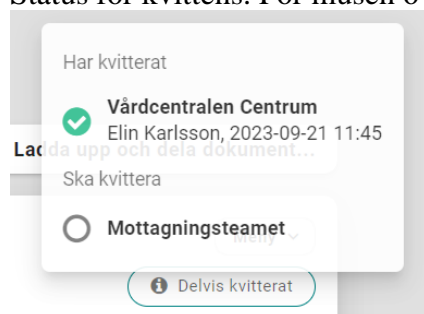 Status för kvittens. För musen ö
Har kvitterat
Vårdcentralen Centrum
Elin Karlsson, 2023-09-21 11:45
Ladda upp och dela dokument...
Ska kvittera
Mottagningsteamet
Meny
Delvis kvitterat